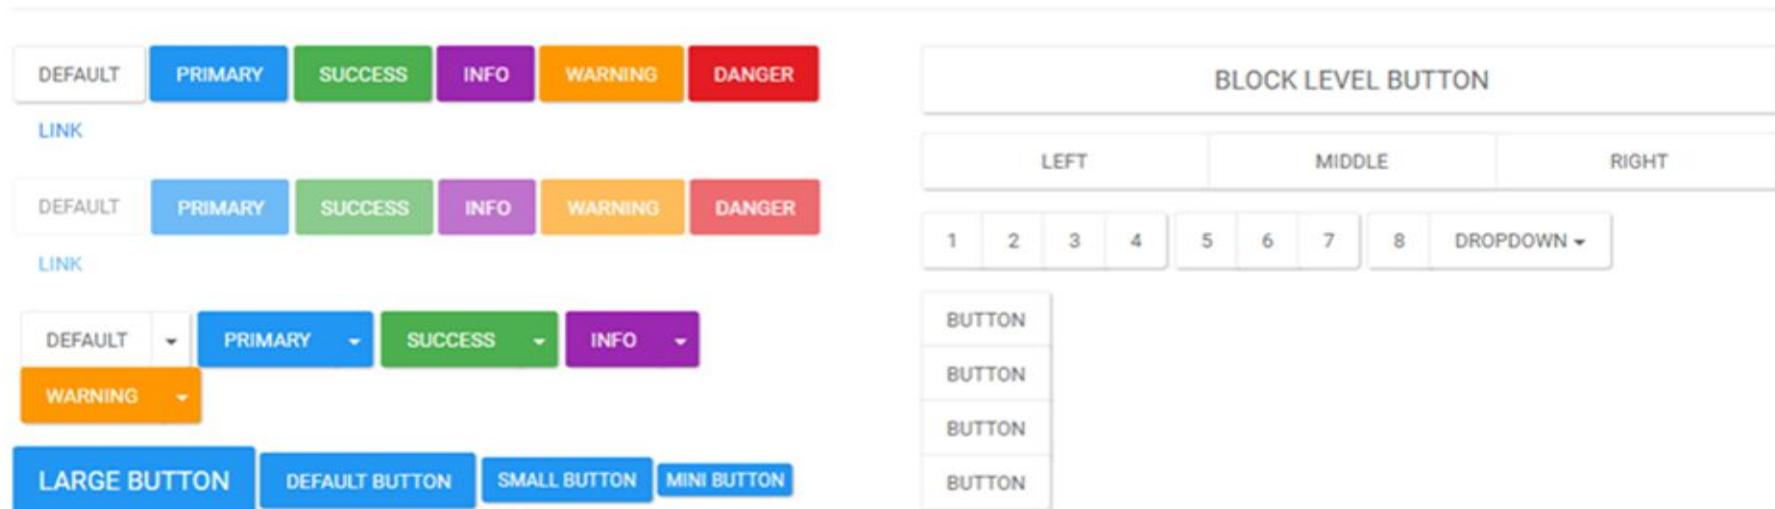 DEFAULT PRIMARY SUCCESS INFO WARNING DANGER
LINK
DEFAULT PRIMARY SUCCESS INFO WARNING DANGER
LINK
DEFAULT PRIMARY SUCCESS INFO
WARNING
LARGE BUTTON DEFAULT BUTTON SMALL BUTTON MINI BUTTON
BLOCK LEVEL BUTTON
LEFT MIDDLE RIGHT
1 2 3 4 5 6 7 8 DROPDOWN
BUTTON
BUTTON
BUTTON
BUTTON